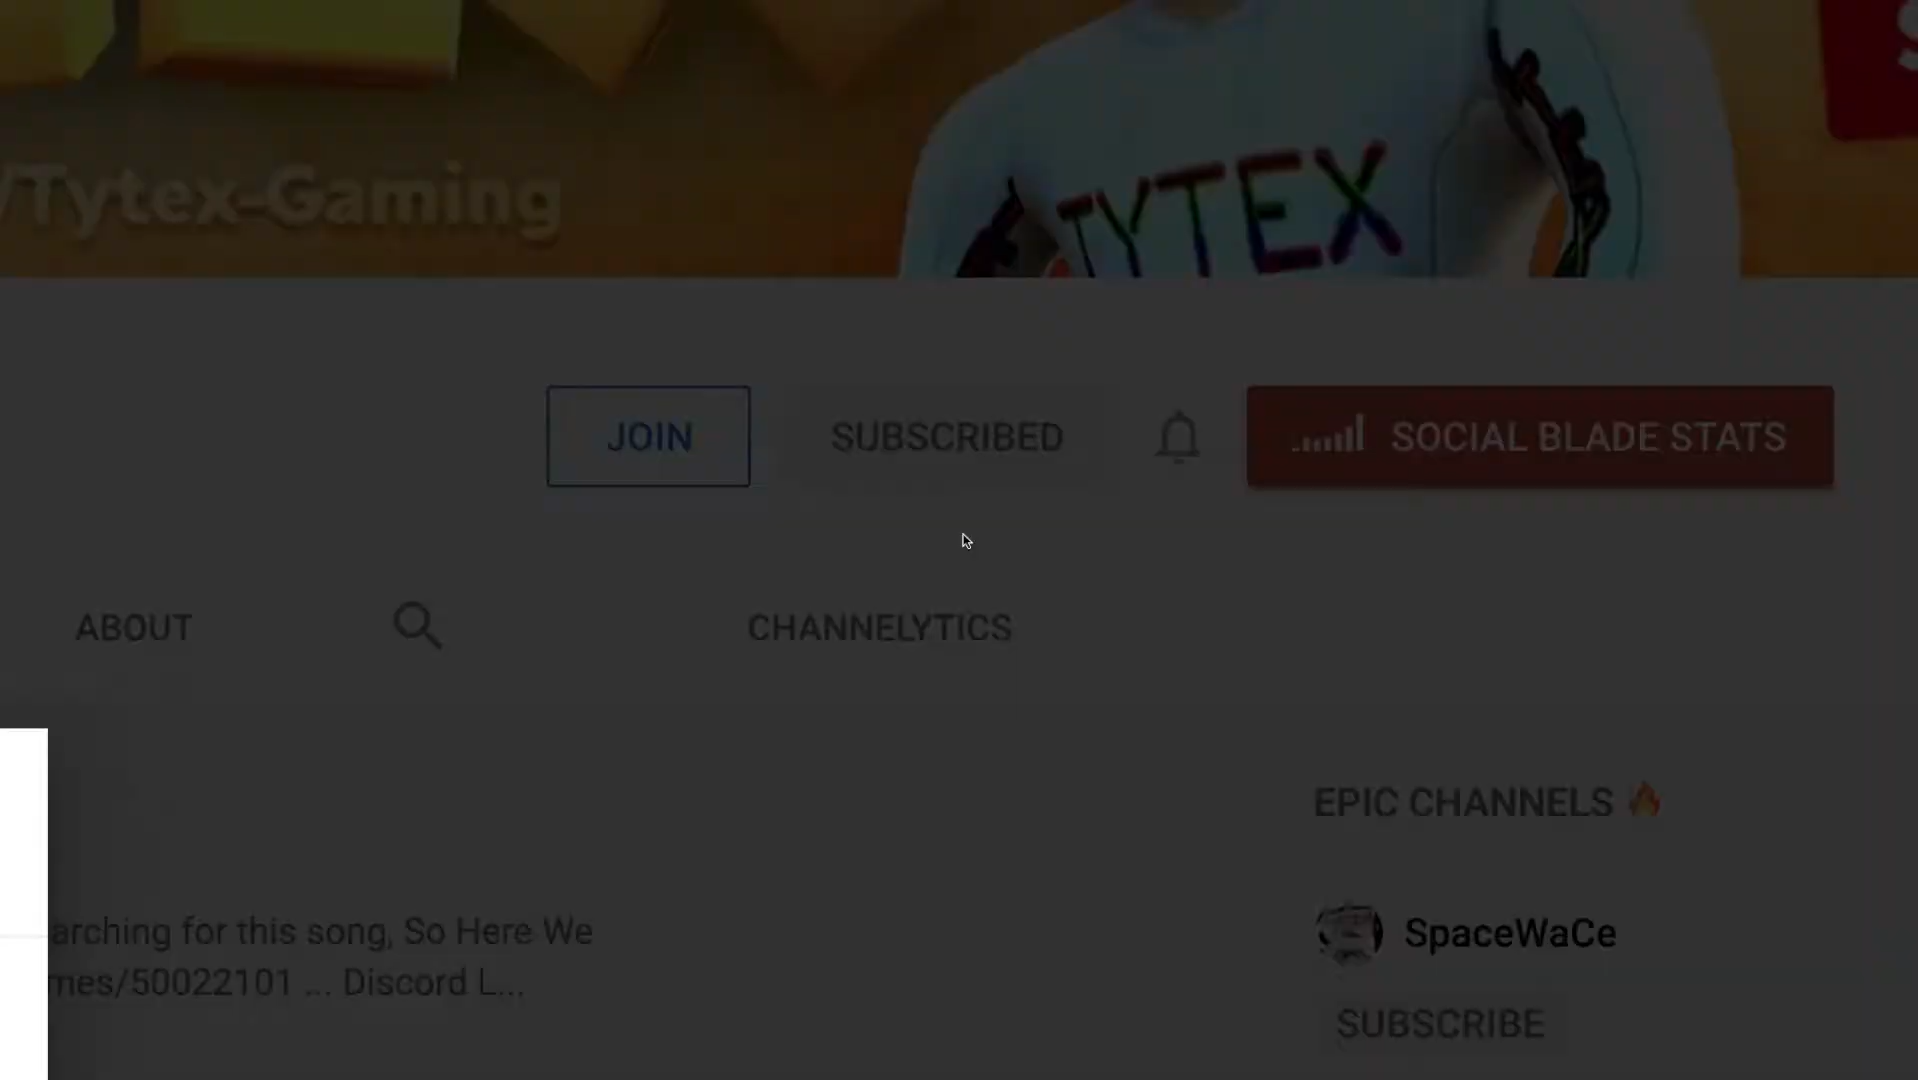 /Tytex-Gaming
TYTEX
JOIN
SUBSCRIBED
SOCIAL BLADE STATS
ABOUT
CHANNELYTICS
EPIC CHANNELS 🔥
arching for this song, So Here We
mes/50022101 ... Discord L...
SpaceWaCe
SUBSCRIBE